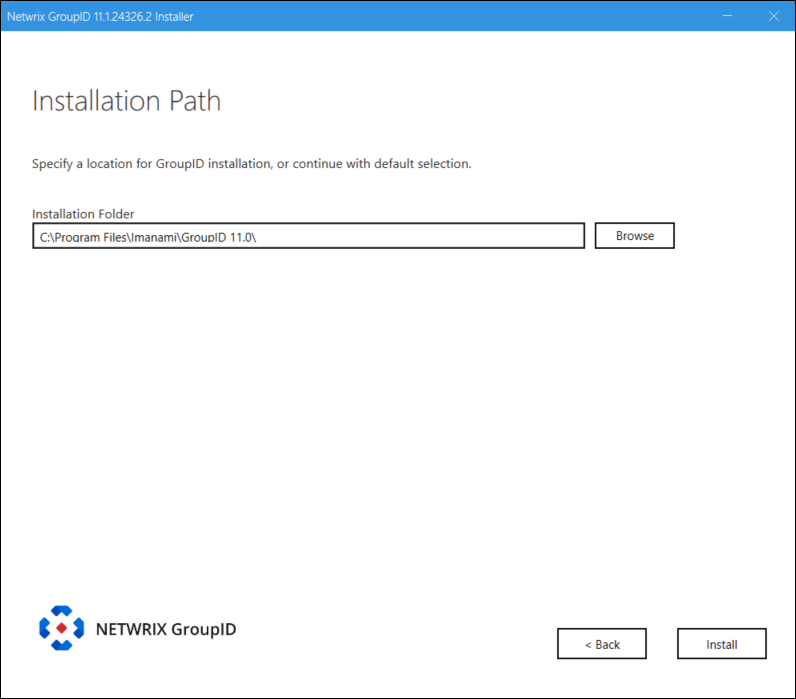 Netwrix GroupID 11.1.24326.2 Installer
Installation Path
Specify a location for GroupID installation, or continue with default selection.
Installation Folder
C:\Program Files\Imanami\GroupID 11.0\
Browse
NETWRIX GroupID
< Back
Install